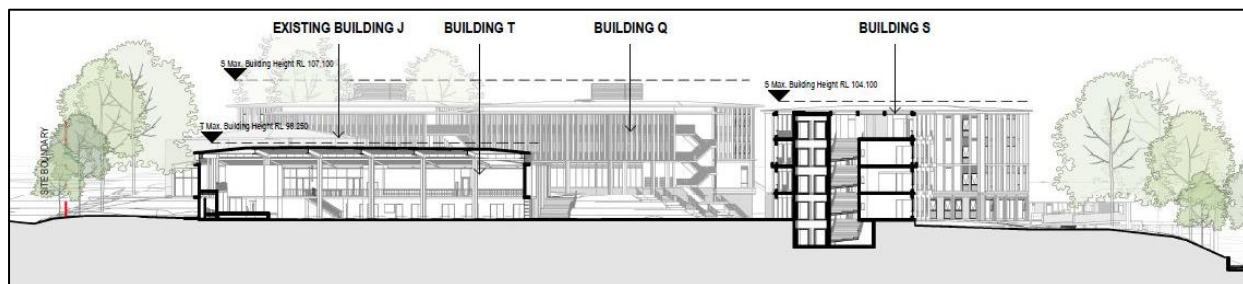 EXISTING BUILDING J
BUILDING T
BUILDING Q
BUILDING S
S Max. Building Height RL 107.100
S Max. Building Height RL 104.100
T Max. Building Height RL 98.250
SITE BOUNDARY